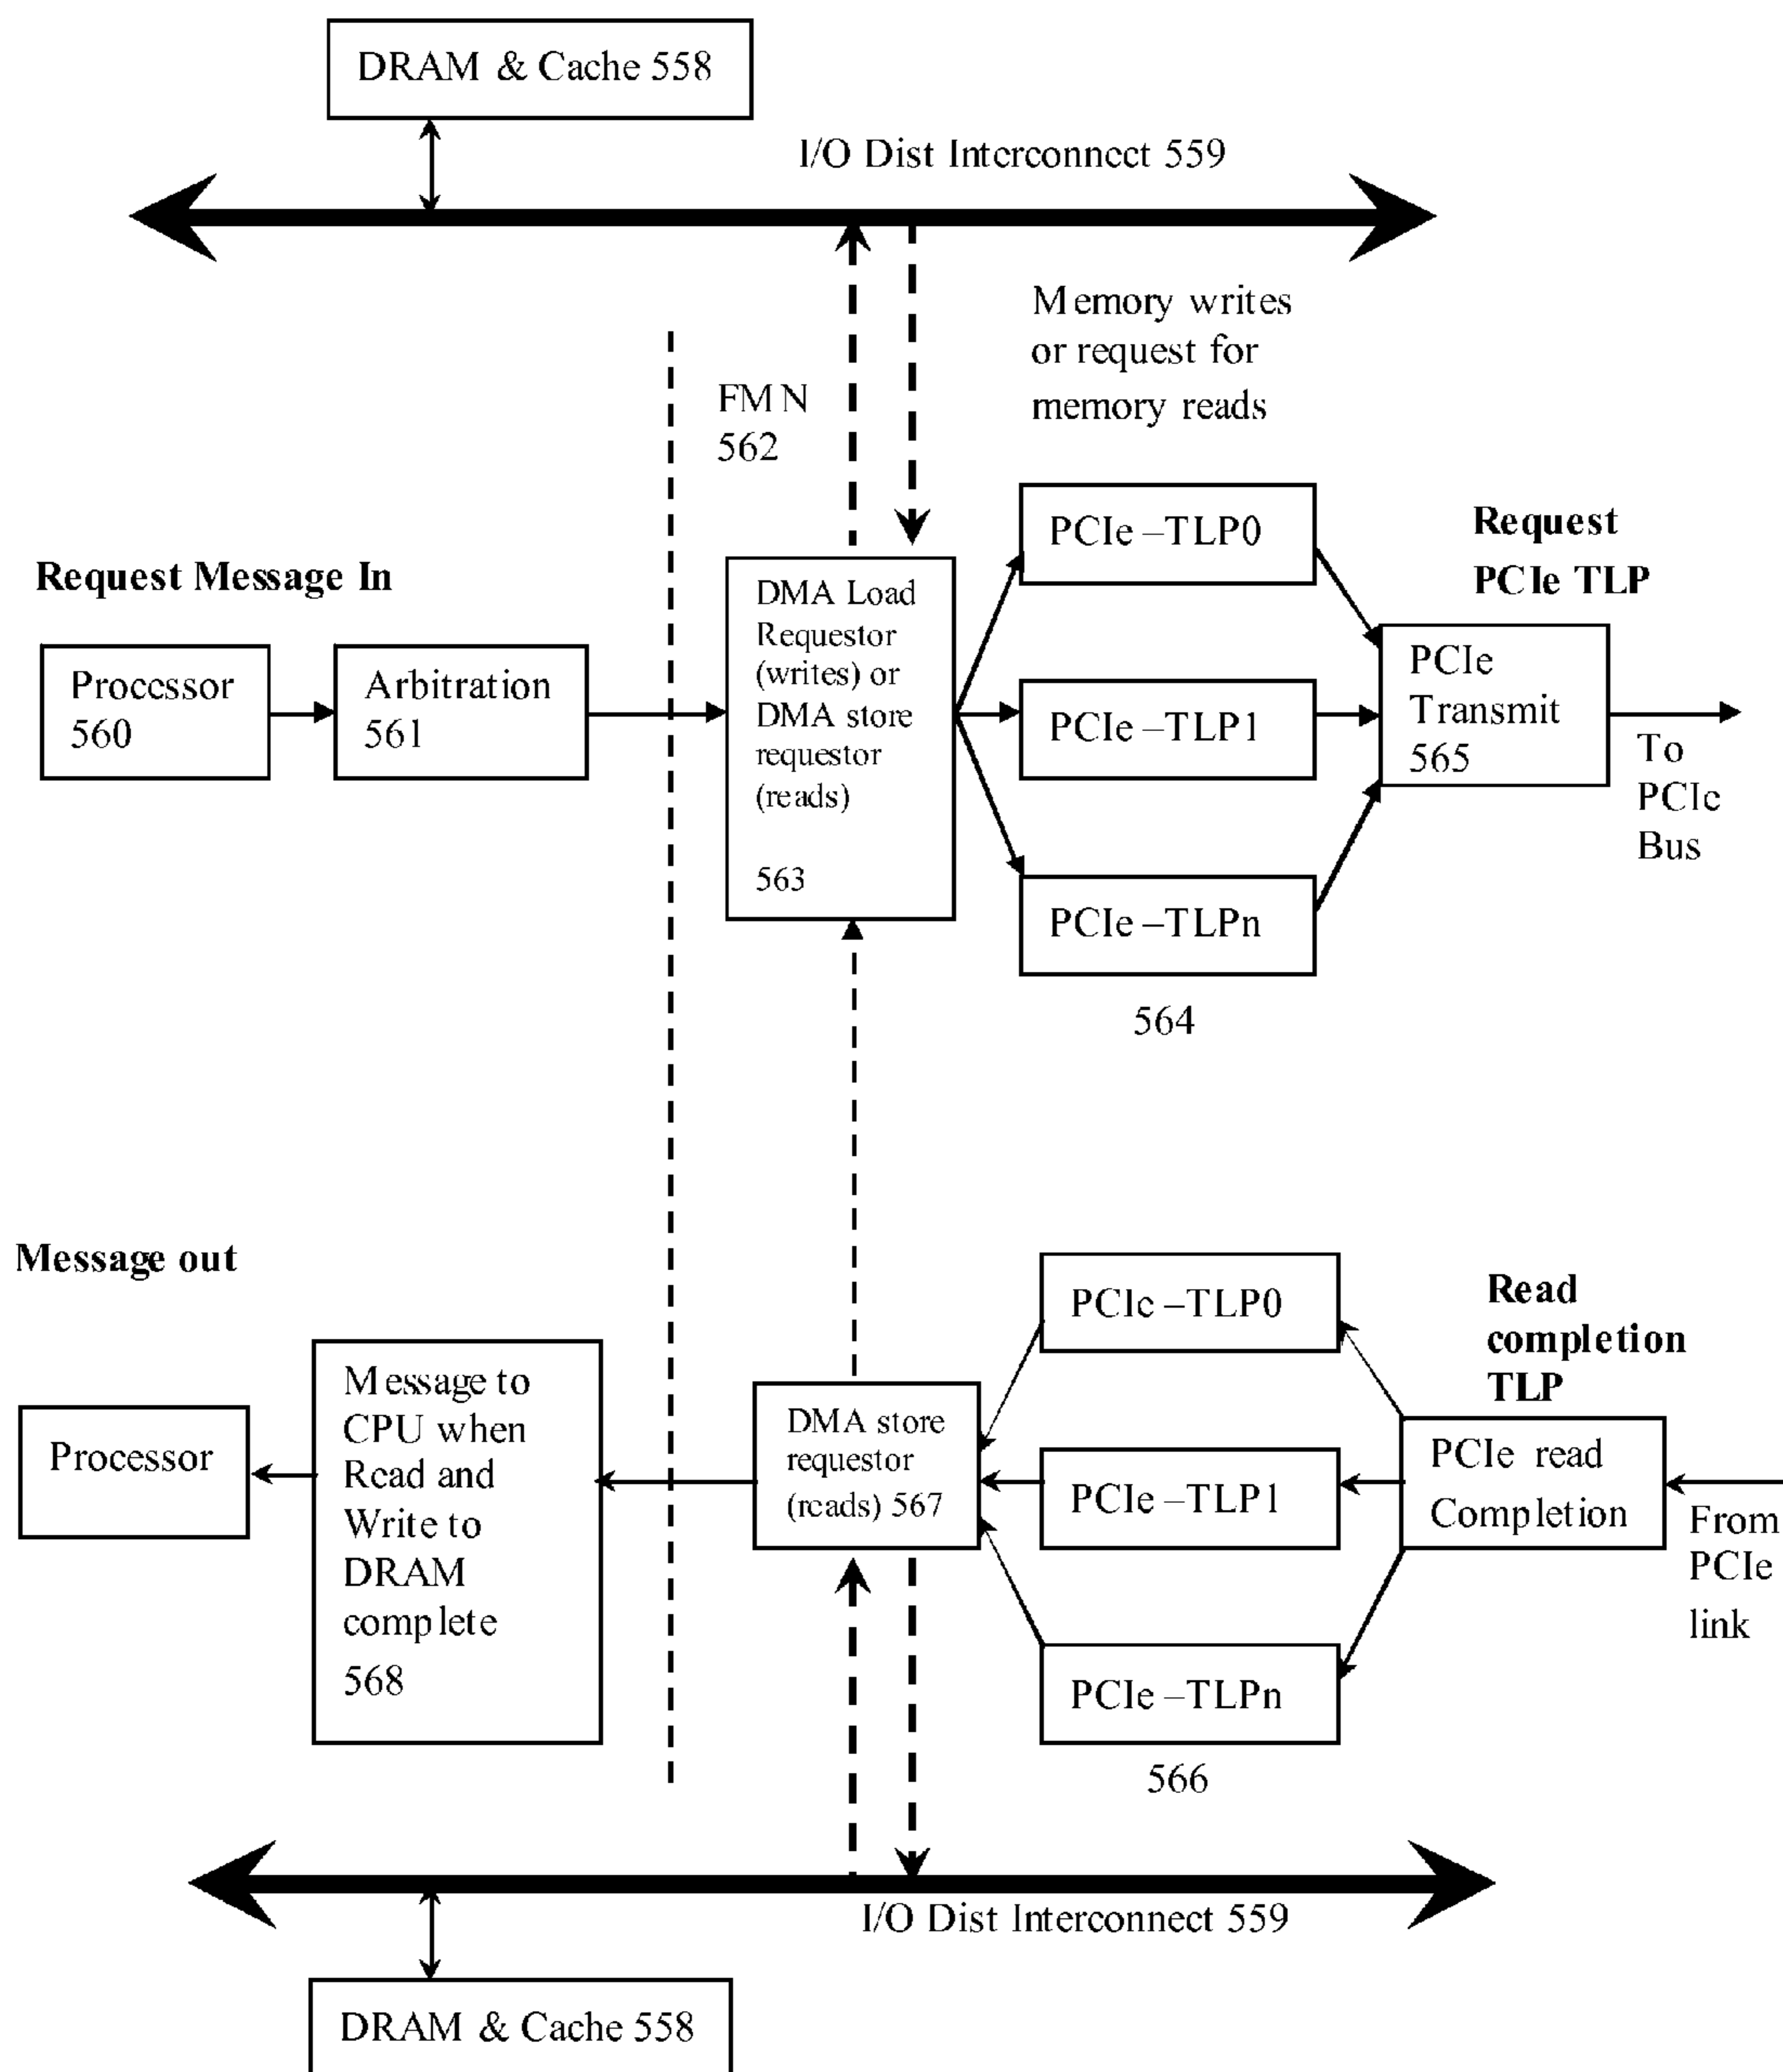 DRAM & Cache 558
I/O Dist Interconnect 559
Memory writes
or request for
memory reads
FMN
562
Request Message In
Processor
560
Arbitration
561
DMA Load
Requestor
(writes) or
DMA store
requestor
(reads)
563
PCIe –TLP0
PCIe –TLP1
PCIe –TLPn
564
Request
PCIe TLP
PCIe
Transmit
565
To
PCIe
Bus
Message out
Processor
Message to
CPU when
Read and
Write to
DRAM
complete
568
DMA store
requestor
(reads) 567
PCIe –TLP0
PCIe –TLP1
PCIe –TLPn
566
Read
completion
TLP
PCIe read
Completion
From
PCIe
link
I/O Dist Interconnect 559
DRAM & Cache 558